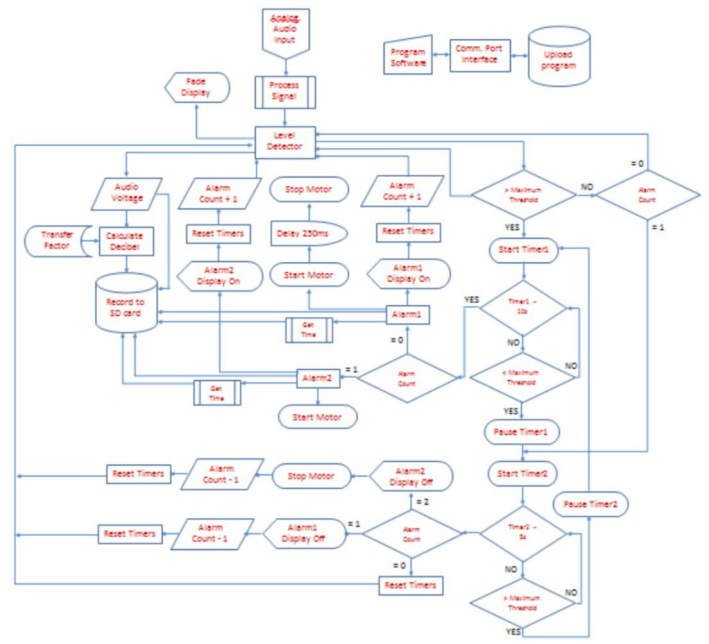 Analog
Audio
Input
Program
Software
Comm. Port
Interface
Upload
program
Fade
Display
Process
Signal
Level
Detector
= 0
Audio
Voltage
Alarm
Count + 1
Stop Motor
Alarm
Count + 1
> Maximum
Threshold
NO
Alarm
Count
YES
= 1
Transfer
Factor
Calculate
Decibel
Reset Timers
Delay 250ms
Reset Timers
Start Timer1
Alarm2
Display On
Start Motor
Alarm1
Display On
Record to
SD card
YES
Timer1 -
10s
Alarm1
Get
Time
= 0
NO
< Maximum
Threshold
NO
Alarm2
= 1
Alarm
Count
Get
Time
YES
Start Motor
Pause Timer1
Reset Timers
Alarm
Count - 1
Stop Motor
Alarm2
Display Off
Start Timer2
= 2
Pause Timer2
Reset Timers
Alarm
Count - 1
Alarm1
Display Off
= 1
Alarm
Count
Timer2 -
5s
= 0
NO
Reset Timers
> Maximum
Threshold
NO
YES